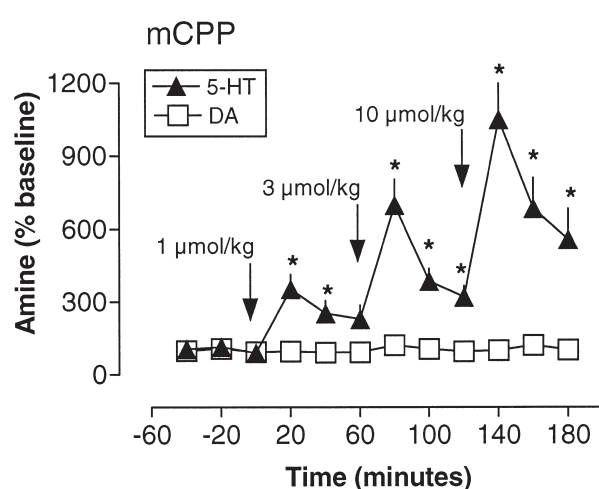 mCPP
5-HT
DA
1200
900
600
300
0
Amine (% baseline)
1 µmol/kg
3 µmol/kg
10 µmol/kg
*
*
*
*
*
*
*
*
-60 -20 20 60 100 140 180
Time (minutes)